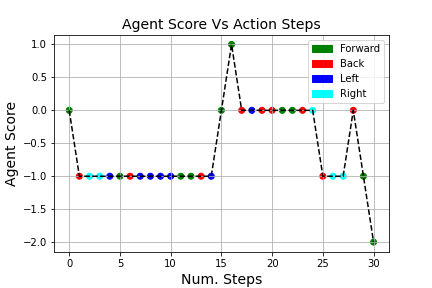 Agent Score Vs Action Steps
1.0
0.5
0.0
−0.5
−1.0
−1.5
−2.0
Agent Score
Forward
Back
Left
Right
0 5 10 15 20 25 30
Num. Steps